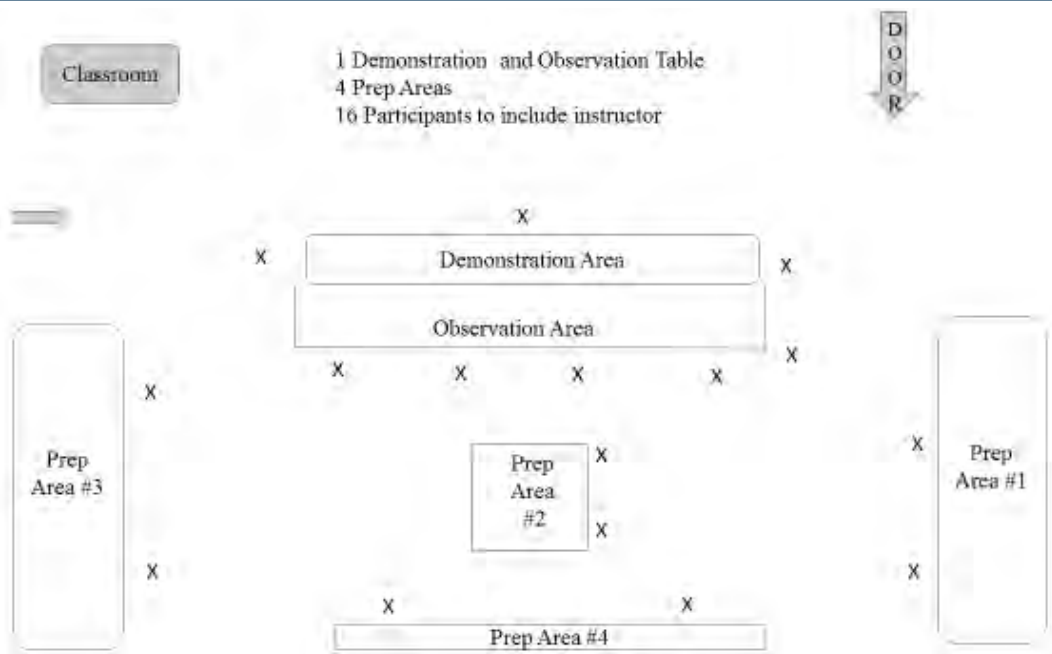 Classroom
1 Demonstration and Observation Table
4 Prep Areas
16 Participants to include instructor
DOOR
X
X
Demonstration Area
X
Observation Area
X
X
X
X
X
X
X
Prep
Area #3
X
Prep
Area
#2
X
X
X
Prep
Area #1
X
X
X
X
Prep Area #4